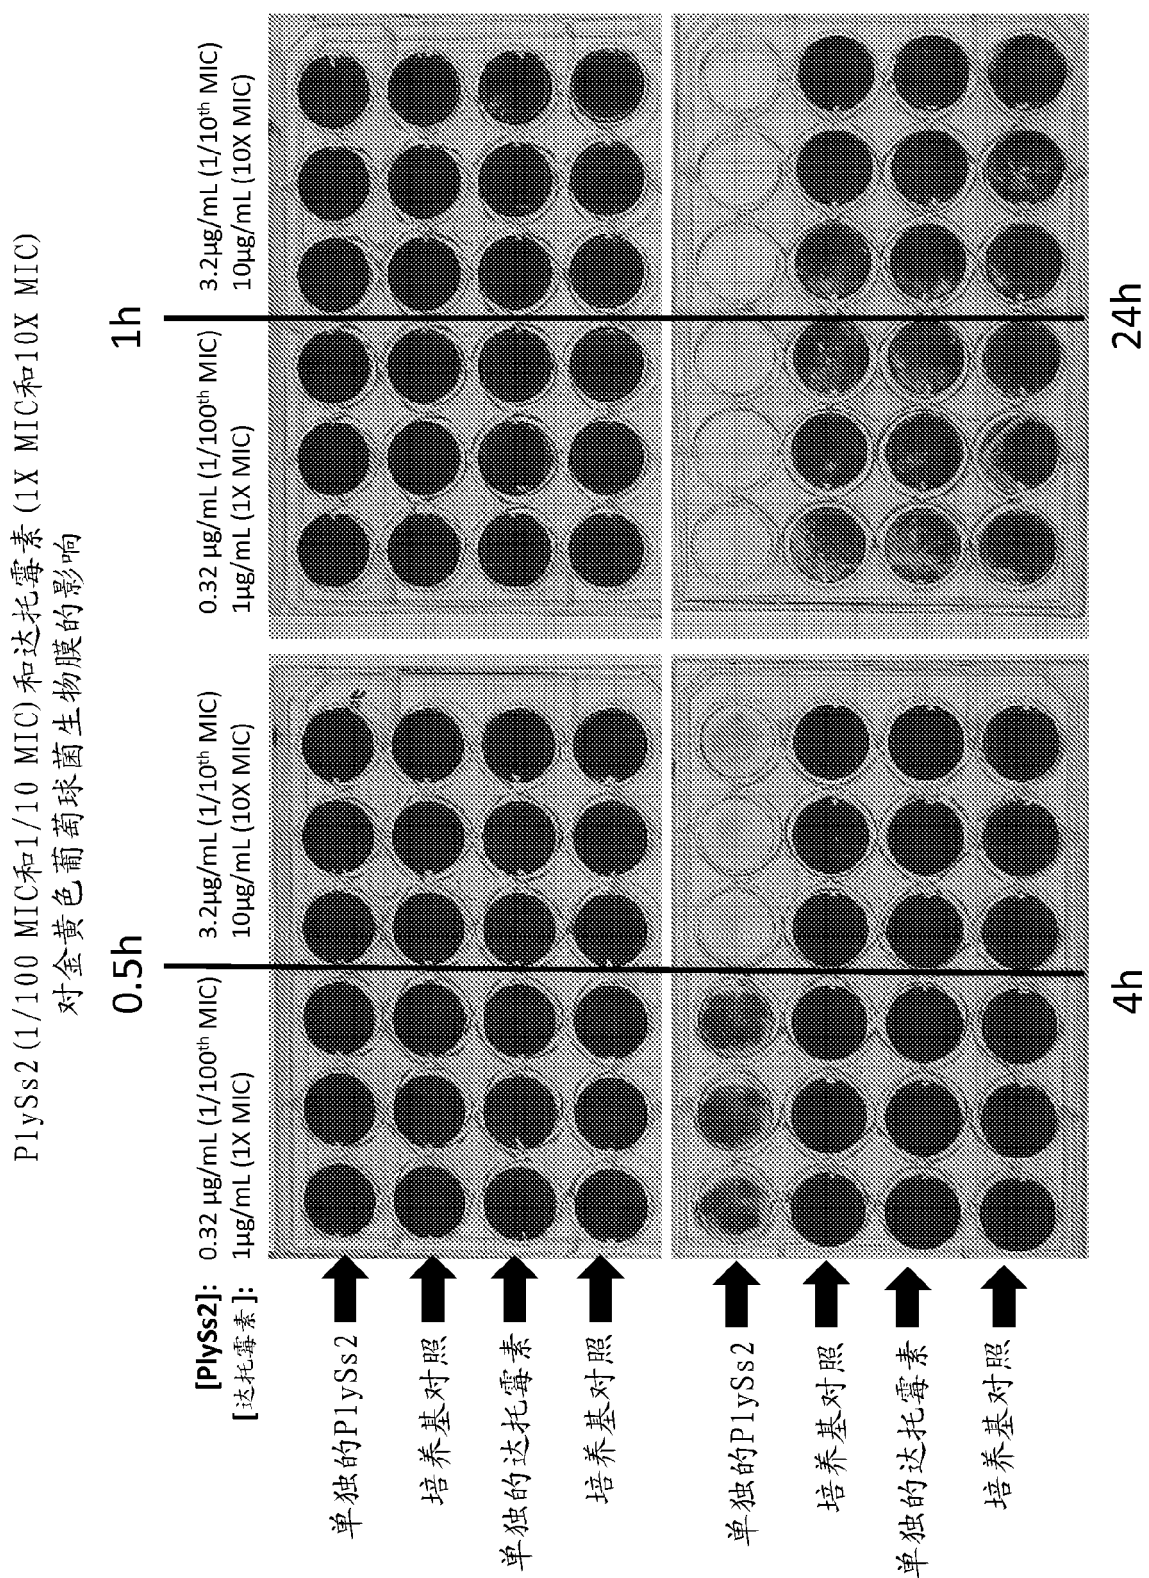 PlySs2(1/100 MIC和1/10 MIC)和达托霉素(1X MIC和10X MIC)
对金黄色葡萄球菌生物膜的影响
0.5h
1h
[PlySs2]: 0.32 µg/mL (1/100th MIC) 3.2µg/mL (1/10th MIC) 0.32 µg/mL (1/100th MIC) 3.2µg/mL (1/10th MIC)
[达托霉素]: 1µg/mL (1X MIC) 10µg/mL (10X MIC) 1µg/mL (1X MIC) 10µg/mL (10X MIC)
单独的PlySs2
培养基对照
单独的达托霉素
培养基对照
单独的PlySs2
培养基对照
单独的达托霉素
培养基对照
4h
24h